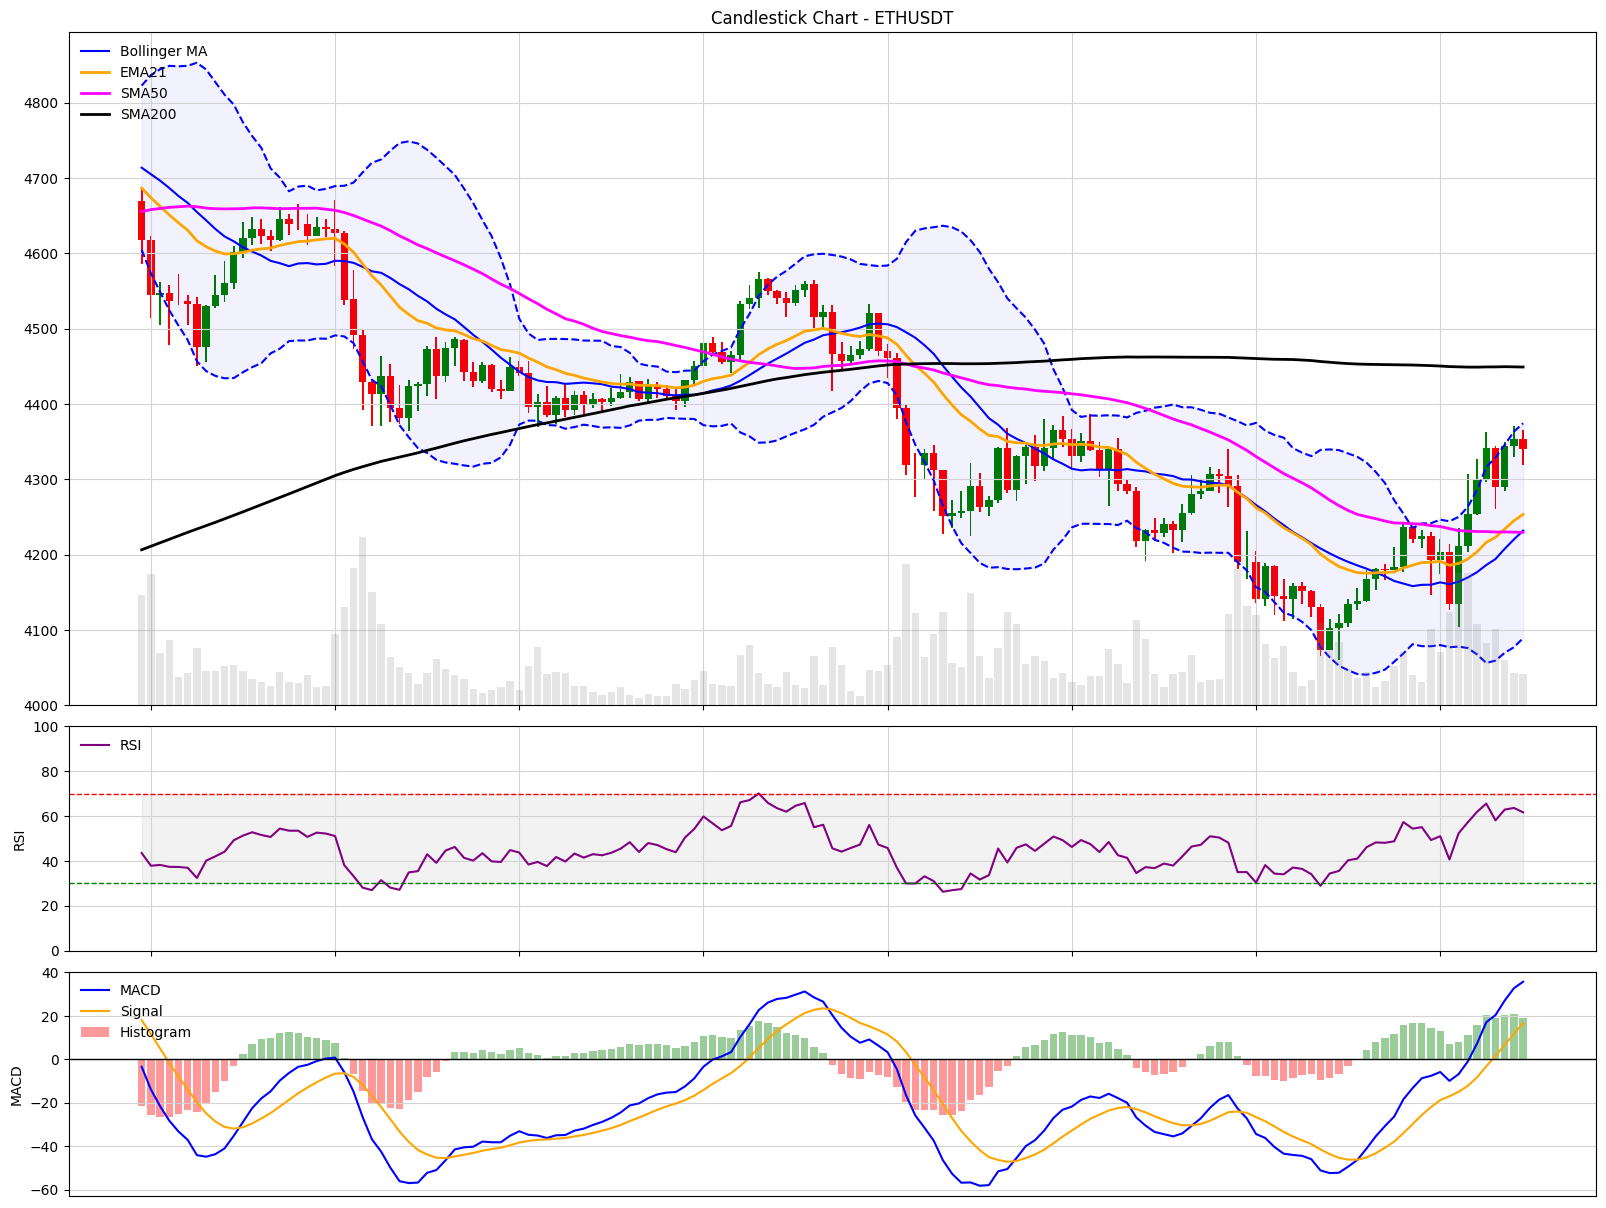 Candlestick Chart - ETHUSDT
Bollinger MA
EMA21
SMA50
SMA200
4800
4700
4600
4500
4400
4300
4200
4100
4000
RSI
100
80
60
40
20
0
RSI
MACD
Signal
Histogram
40
20
0
−20
−40
−60
MACD